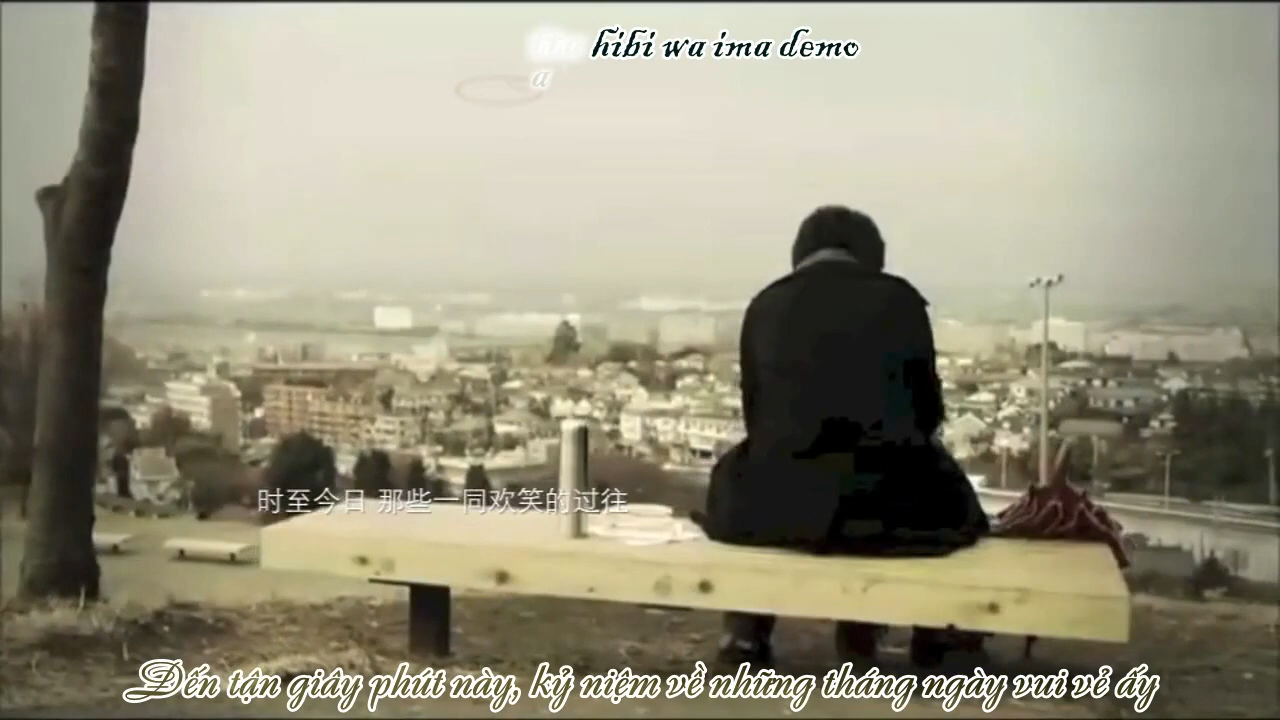 hibi wa ima demo
a
时至今日 那些一同欢笑的过往
Đến tận giây phút này, kỷ niệm về những tháng ngày vui vẻ ấy